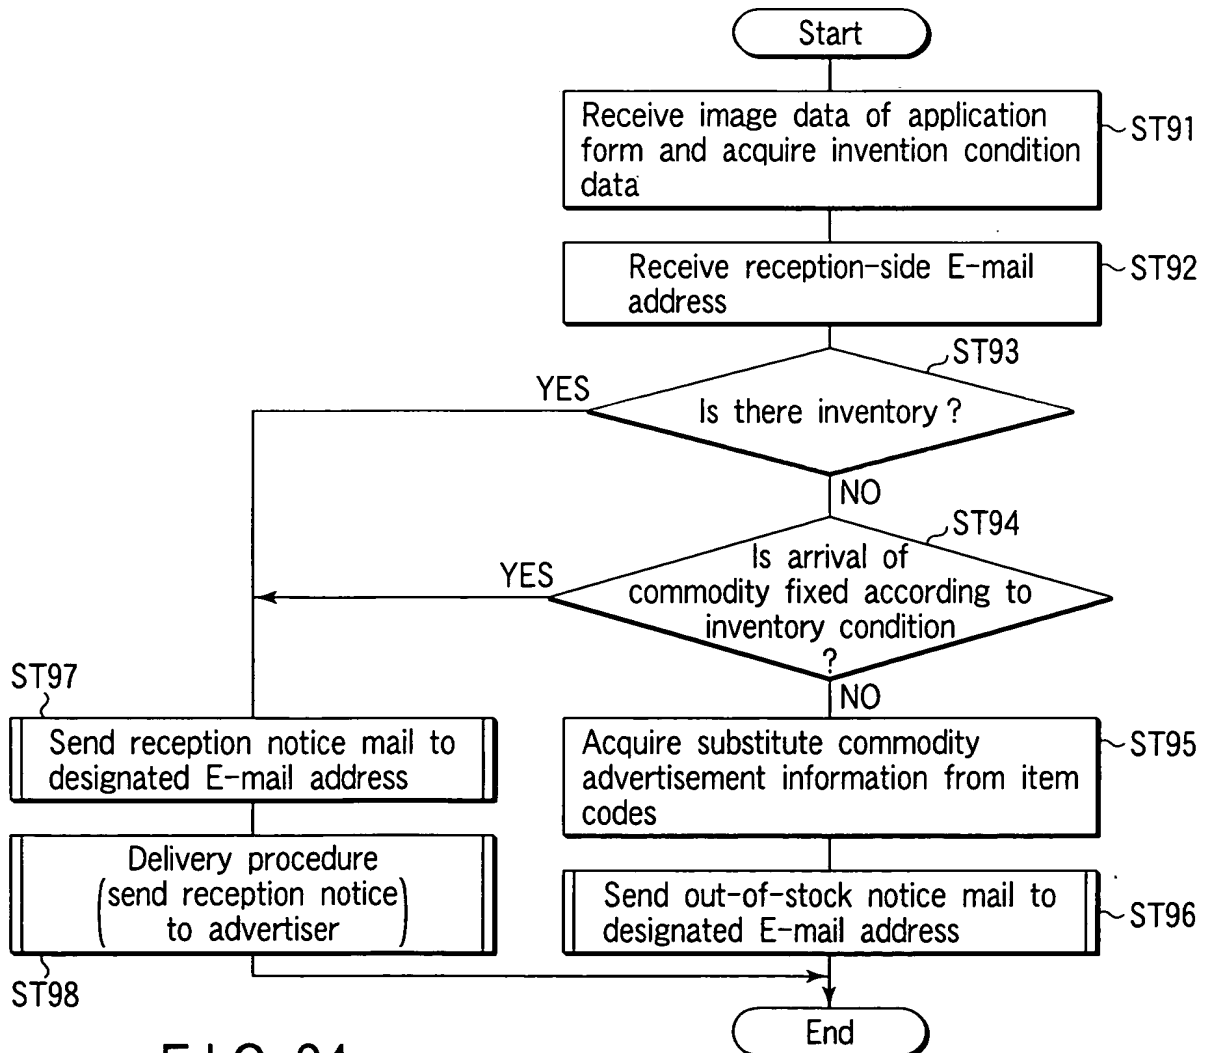 Start
Receive image data of application
form and acquire invention condition
data
ST91
Receive reception-side E-mail
address
ST92
ST93
YES
Is there inventory ?
NO
ST94
YES
Is arrival of
commodity fixed according to
inventory condition
?
NO
ST97
Send reception notice mail to
designated E-mail address
Acquire substitute commodity
advertisement information from item
codes
ST95
Delivery procedure
(send reception notice
to advertiser)
ST98
Send out-of-stock notice mail to
designated E-mail address
ST96
End